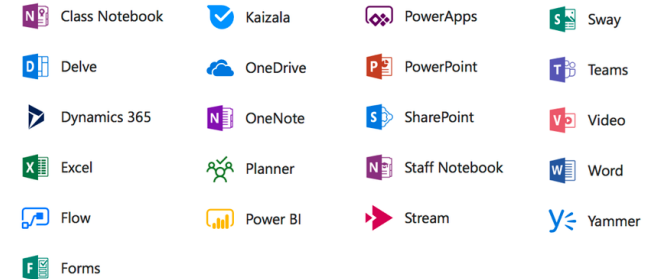 Class Notebook
Delve
Dynamics 365
Excel
Flow
Forms
Kaizala
OneDrive
OneNote
Planner
Power BI
PowerApps
PowerPoint
SharePoint
Staff Notebook
Stream
Sway
Teams
Video
Word
Yammer